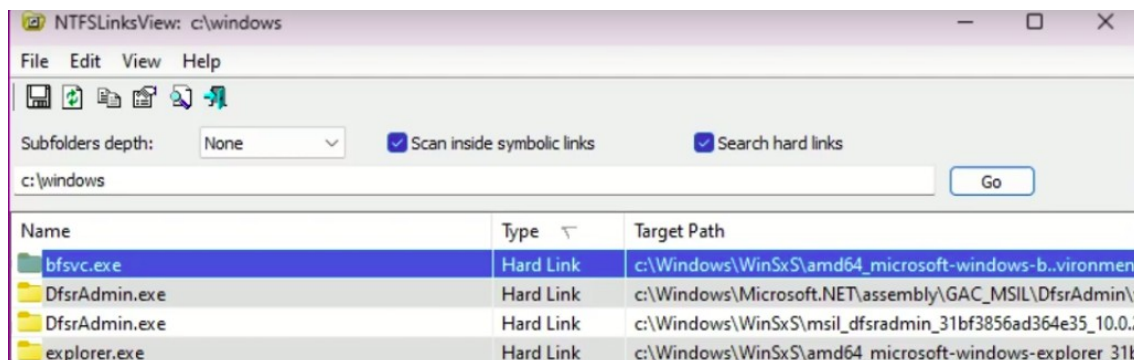 NTFSLinksView: c:\windows
File Edit View Help
Subfolders depth: None Scan inside symbolic links Search hard links
c:\windows Go
Name Type Target Path
bfsvc.exe Hard Link c:\Windows\WinSxS\amd64_microsoft-windows-b..vironmen
DfsrAdmin.exe Hard Link c:\Windows\Microsoft.NET\assembly\GAC_MSIL\DfsrAdmin\
DfsrAdmin.exe Hard Link c:\Windows\WinSxS\msil_dfsradmin_31bf3856ad364e35_10.0.
explorer.exe Hard Link c:\Windows\WinSxS\amd64_microsoft-windows-explorer_31b